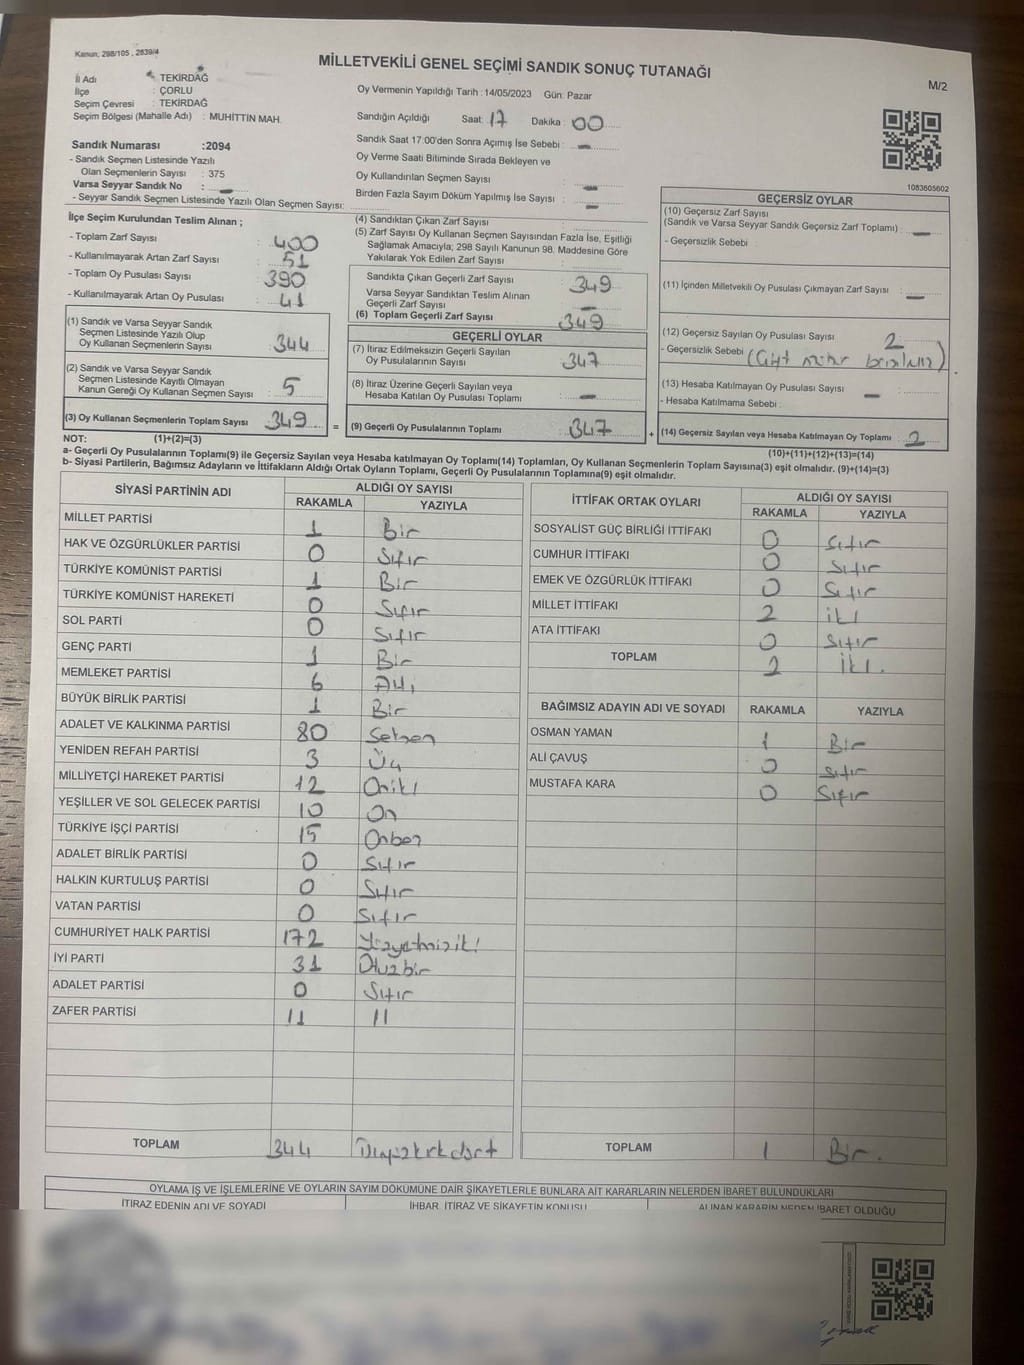 Kanun; 298/105 , 2839/4
MİLLETVEKİLİ GENEL SEÇİMİ SANDIK SONUÇ TUTANAĞI
M/2
İl Adı : TEKİRDAĞ
İlçe : ÇORLU
Seçim Çevresi : TEKİRDAĞ
Seçim Bölgesi (Mahalle Adı) : MUHİTTİN MAH.
Oy Vermenin Yapıldığı Tarih : 14/05/2023 Gün: Pazar
Sandığın Açıldığı Saat: 17 Dakika : 00
Sandık Saat 17:00'den Sonra Açımış İse Sebebi : -
Oy Verme Saati Bitiminde Sırada Bekleyen ve
Oy Kullandırılan Seçmen Sayısı : -
Birden Fazla Sayım Döküm Yapılmış İse Sayısı : -
Sandık Numarası :2094
- Sandık Seçmen Listesinde Yazılı
Olan Seçmenlerin Sayısı : 375
Varsa Seyyar Sandık No : -
- Seyyar Sandık Seçmen Listesinde Yazılı Olan Seçmen Sayısı:
1083605602
İlçe Seçim Kurulundan Teslim Alınan ;
- Toplam Zarf Sayısı : 400
- Kullanılmayarak Artan Zarf Sayısı : 51
- Toplam Oy Pusulası Sayısı : 390
- Kullanılmayarak Artan Oy Pusulası : 41
(1) Sandık ve Varsa Seyyar Sandık
Seçmen Listesinde Yazılı Olup
Oy Kullanan Seçmenlerin Sayısı : 344
(2) Sandık ve Varsa Seyyar Sandık
Seçmen Listesinde Kayıtlı Olmayan
Kanun Gereği Oy Kullanan Seçmen Sayısı : 5
(3) Oy Kullanan Seçmenlerin Toplam Sayısı : 349
=
(4) Sandıktan Çıkan Zarf Sayısı :
(5) Zarf Sayısı Oy Kullanan Seçmen Sayısından Fazla İse, Eşitliği
Sağlamak Amacıyla; 298 Sayılı Kanunun 98. Maddesine Göre
Yakılarak Yok Edilen Zarf Sayısı :
Sandıkta Çıkan Geçerli Zarf Sayısı : 349
Varsa Seyyar Sandıktan Teslim Alınan
Geçerli Zarf Sayısı : -
(6) Toplam Geçerli Zarf Sayısı : 349
GEÇERLİ OYLAR
(7) İtiraz Edilmeksizin Geçerli Sayılan
Oy Pusulalarının Sayısı : 347
(8) İtiraz Üzerine Geçerli Sayılan veya
Hesaba Katılan Oy Pusulası Toplamı : -
(9) Geçerli Oy Pusulalarının Toplamı : 347
+
GEÇERSİZ OYLAR
(10) Geçersiz Zarf Sayısı
(Sandık ve Varsa Seyyar Sandık Geçersiz Zarf Toplamı) : -
- Geçersizlik Sebebi :
(11) İçinden Milletvekili Oy Pusulası Çıkmayan Zarf Sayısı : -
(12) Geçersiz Sayılan Oy Pusulası Sayısı : 2
- Geçersizlik Sebebi : (Çift mühür)
(13) Hesaba Katılmayan Oy Pusulası Sayısı : -
- Hesaba Katılmama Sebebi :
(14) Geçersiz Sayılan veya Hesaba Katılmayan Oy Toplamı : 2
NOT: (1)+(2)=(3)
(10)+(11)+(12)+(13)=(14)
a- Geçerli Oy Pusulalarının Toplamı(9) ile Geçersiz Sayılan veya Hesaba katılmayan Oy Toplamı(14) Toplamları, Oy Kullanan Seçmenlerin Toplam Sayısına(3) eşit olmalıdır. (9)+(14)=(3)
b- Siyasi Partilerin, Bağımsız Adayların ve İttifakların Aldığı Ortak Oyların Toplamı, Geçerli Oy Pusulalarının Toplamına(9) eşit olmalıdır.
SİYASİ PARTİNİN ADI ALDIĞI OY SAYISI
RAKAMLA YAZIYLA
MİLLET PARTİSİ 1 Bir
HAK VE ÖZGÜRLÜKLER PARTİSİ 0 Sıfır
TÜRKİYE KOMÜNİST PARTİSİ 1 Bir
TÜRKİYE KOMÜNİST HAREKETİ 0 Sıfır
SOL PARTİ 0 Sıfır
GENÇ PARTİ 1 Bir
MEMLEKET PARTİSİ 6 Altı
BÜYÜK BİRLİK PARTİSİ 1 Bir
ADALET VE KALKINMA PARTİSİ 80 Seksen
YENİDEN REFAH PARTİSİ 3 Üç
MİLLİYETÇİ HAREKET PARTİSİ 12 Oniki
YEŞİLLER VE SOL GELECEK PARTİSİ 10 On
TÜRKİYE İŞÇİ PARTİSİ 15 Onbeş
ADALET BİRLİK PARTİSİ 0 Sıfır
HALKIN KURTULUŞ PARTİSİ 0 Sıfır
VATAN PARTİSİ 0 Sıfır
CUMHURİYET HALK PARTİSİ 172 Yüzyetmişiki
İYİ PARTİ 31 Otuzbir
ADALET PARTİSİ 0 Sıfır
ZAFER PARTİSİ 11 11
TOPLAM 344 Üçyüzkırkdört
İTTİFAK ORTAK OYLARI ALDIĞI OY SAYISI
RAKAMLA YAZIYLA
SOSYALİST GÜÇ BİRLİĞİ İTTİFAKI 0 Sıfır
CUMHUR İTTİFAKI 0 Sıfır
EMEK VE ÖZGÜRLÜK İTTİFAKI 0 Sıfır
MİLLET İTTİFAKI 2 İki
ATA İTTİFAKI 0 Sıfır
TOPLAM 2 İki.
BAĞIMSIZ ADAYIN ADI VE SOYADI RAKAMLA YAZIYLA
OSMAN YAMAN 1 Bir
ALİ ÇAVUŞ 0 Sıfır
MUSTAFA KARA 0 Sıfır
TOPLAM 1 Bir.
OYLAMA İŞ VE İŞLEMLERİNE VE OYLARIN SAYIM DÖKÜMÜNE DAİR ŞİKAYETLERLE BUNLARA AİT KARARLARIN NELERDEN İBARET BULUNDUKLARI
İTİRAZ EDENİN ADI VE SOYADI İHBAR, İTİRAZ VE ŞİKAYETİN KONUSU ALINAN KARARIN NEDEN İBARET OLDUĞU